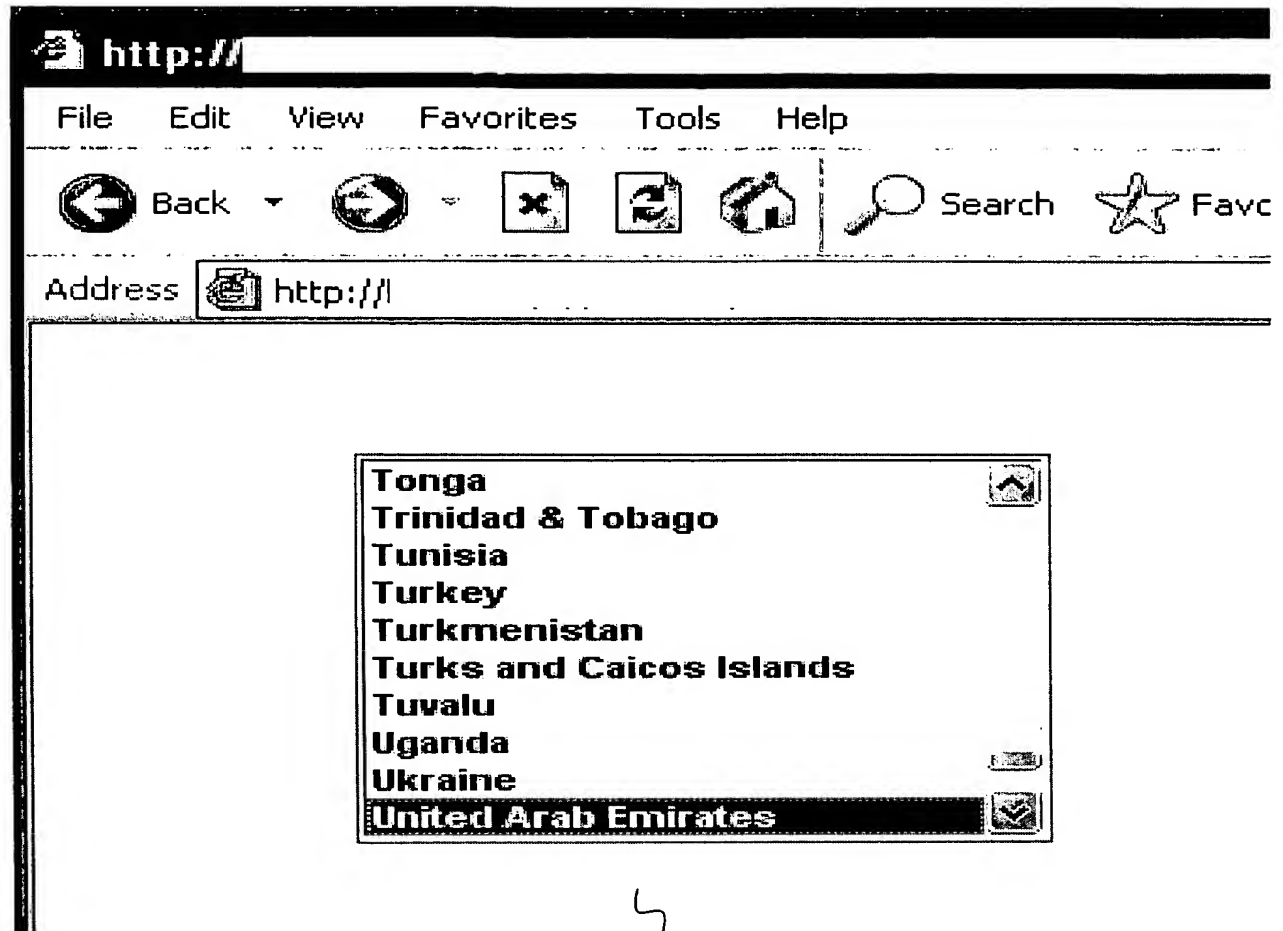 http://
File Edit View Favorites Tools Help
Back Search Favo
Address http://
Tonga
Trinidad & Tobago
Tunisia
Turkey
Turkmenistan
Turks and Caicos Islands
Tuvalu
Uganda
Ukraine
United Arab Emirates